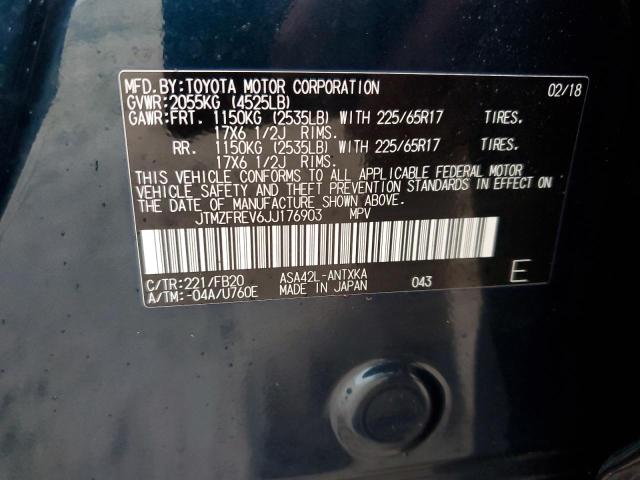 MFD. BY: TOYOTA MOTOR CORPORATION 02/18
GVWR: 2055KG (4525LB)
GAWR: FRT. 1150KG (2535LB) WITH 225/65R17 TIRES.
17X6 1/2J RIMS.
RR. 1150KG (2535LB) WITH 225/65R17 TIRES.
17X6 1/2J RIMS.
THIS VEHICLE CONFORMS TO ALL APPLICABLE FEDERAL MOTOR
VEHICLE SAFETY AND THEFT PREVENTION STANDARDS IN EFFECT ON
THE DATE OF MANUFACTURE SHOWN ABOVE.
JTMZFREV6JJ176903 MPV
C/TR: 221/FB20 ASA42L-ANTXKA
A/TM: -04A/U760E MADE IN JAPAN 043 E